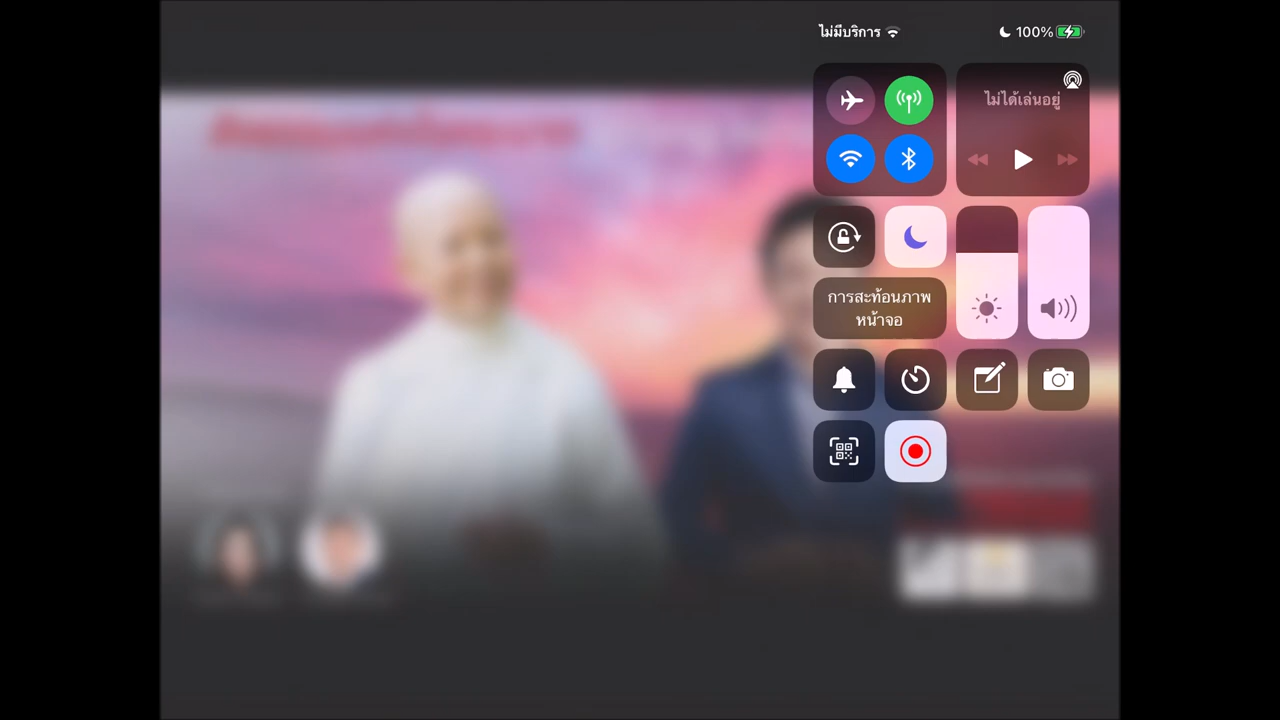 ไม่มีบริการ
100%
ไม่ได้เล่นอยู่
การสะท้อนภาพ
หน้าจอ